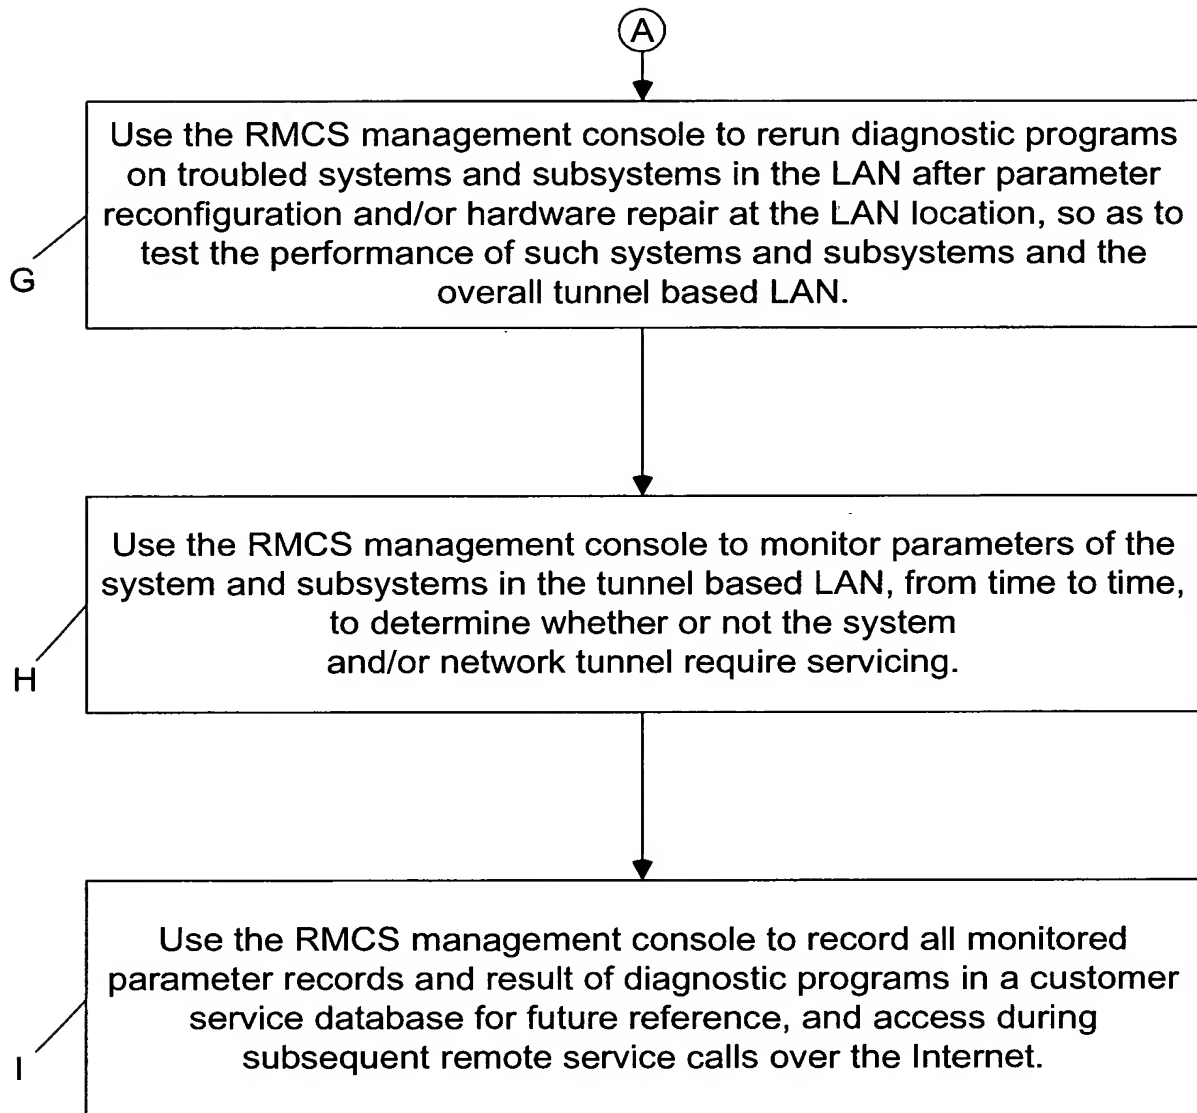 A
Use the RMCS management console to rerun diagnostic programs
on troubled systems and subsystems in the LAN after parameter
reconfiguration and/or hardware repair at the LAN location, so as to
test the performance of such systems and subsystems and the
overall tunnel based LAN.
G
Use the RMCS management console to monitor parameters of the
system and subsystems in the tunnel based LAN, from time to time,
to determine whether or not the system
and/or network tunnel require servicing.
H
Use the RMCS management console to record all monitored
parameter records and result of diagnostic programs in a customer
service database for future reference, and access during
subsequent remote service calls over the Internet.
I